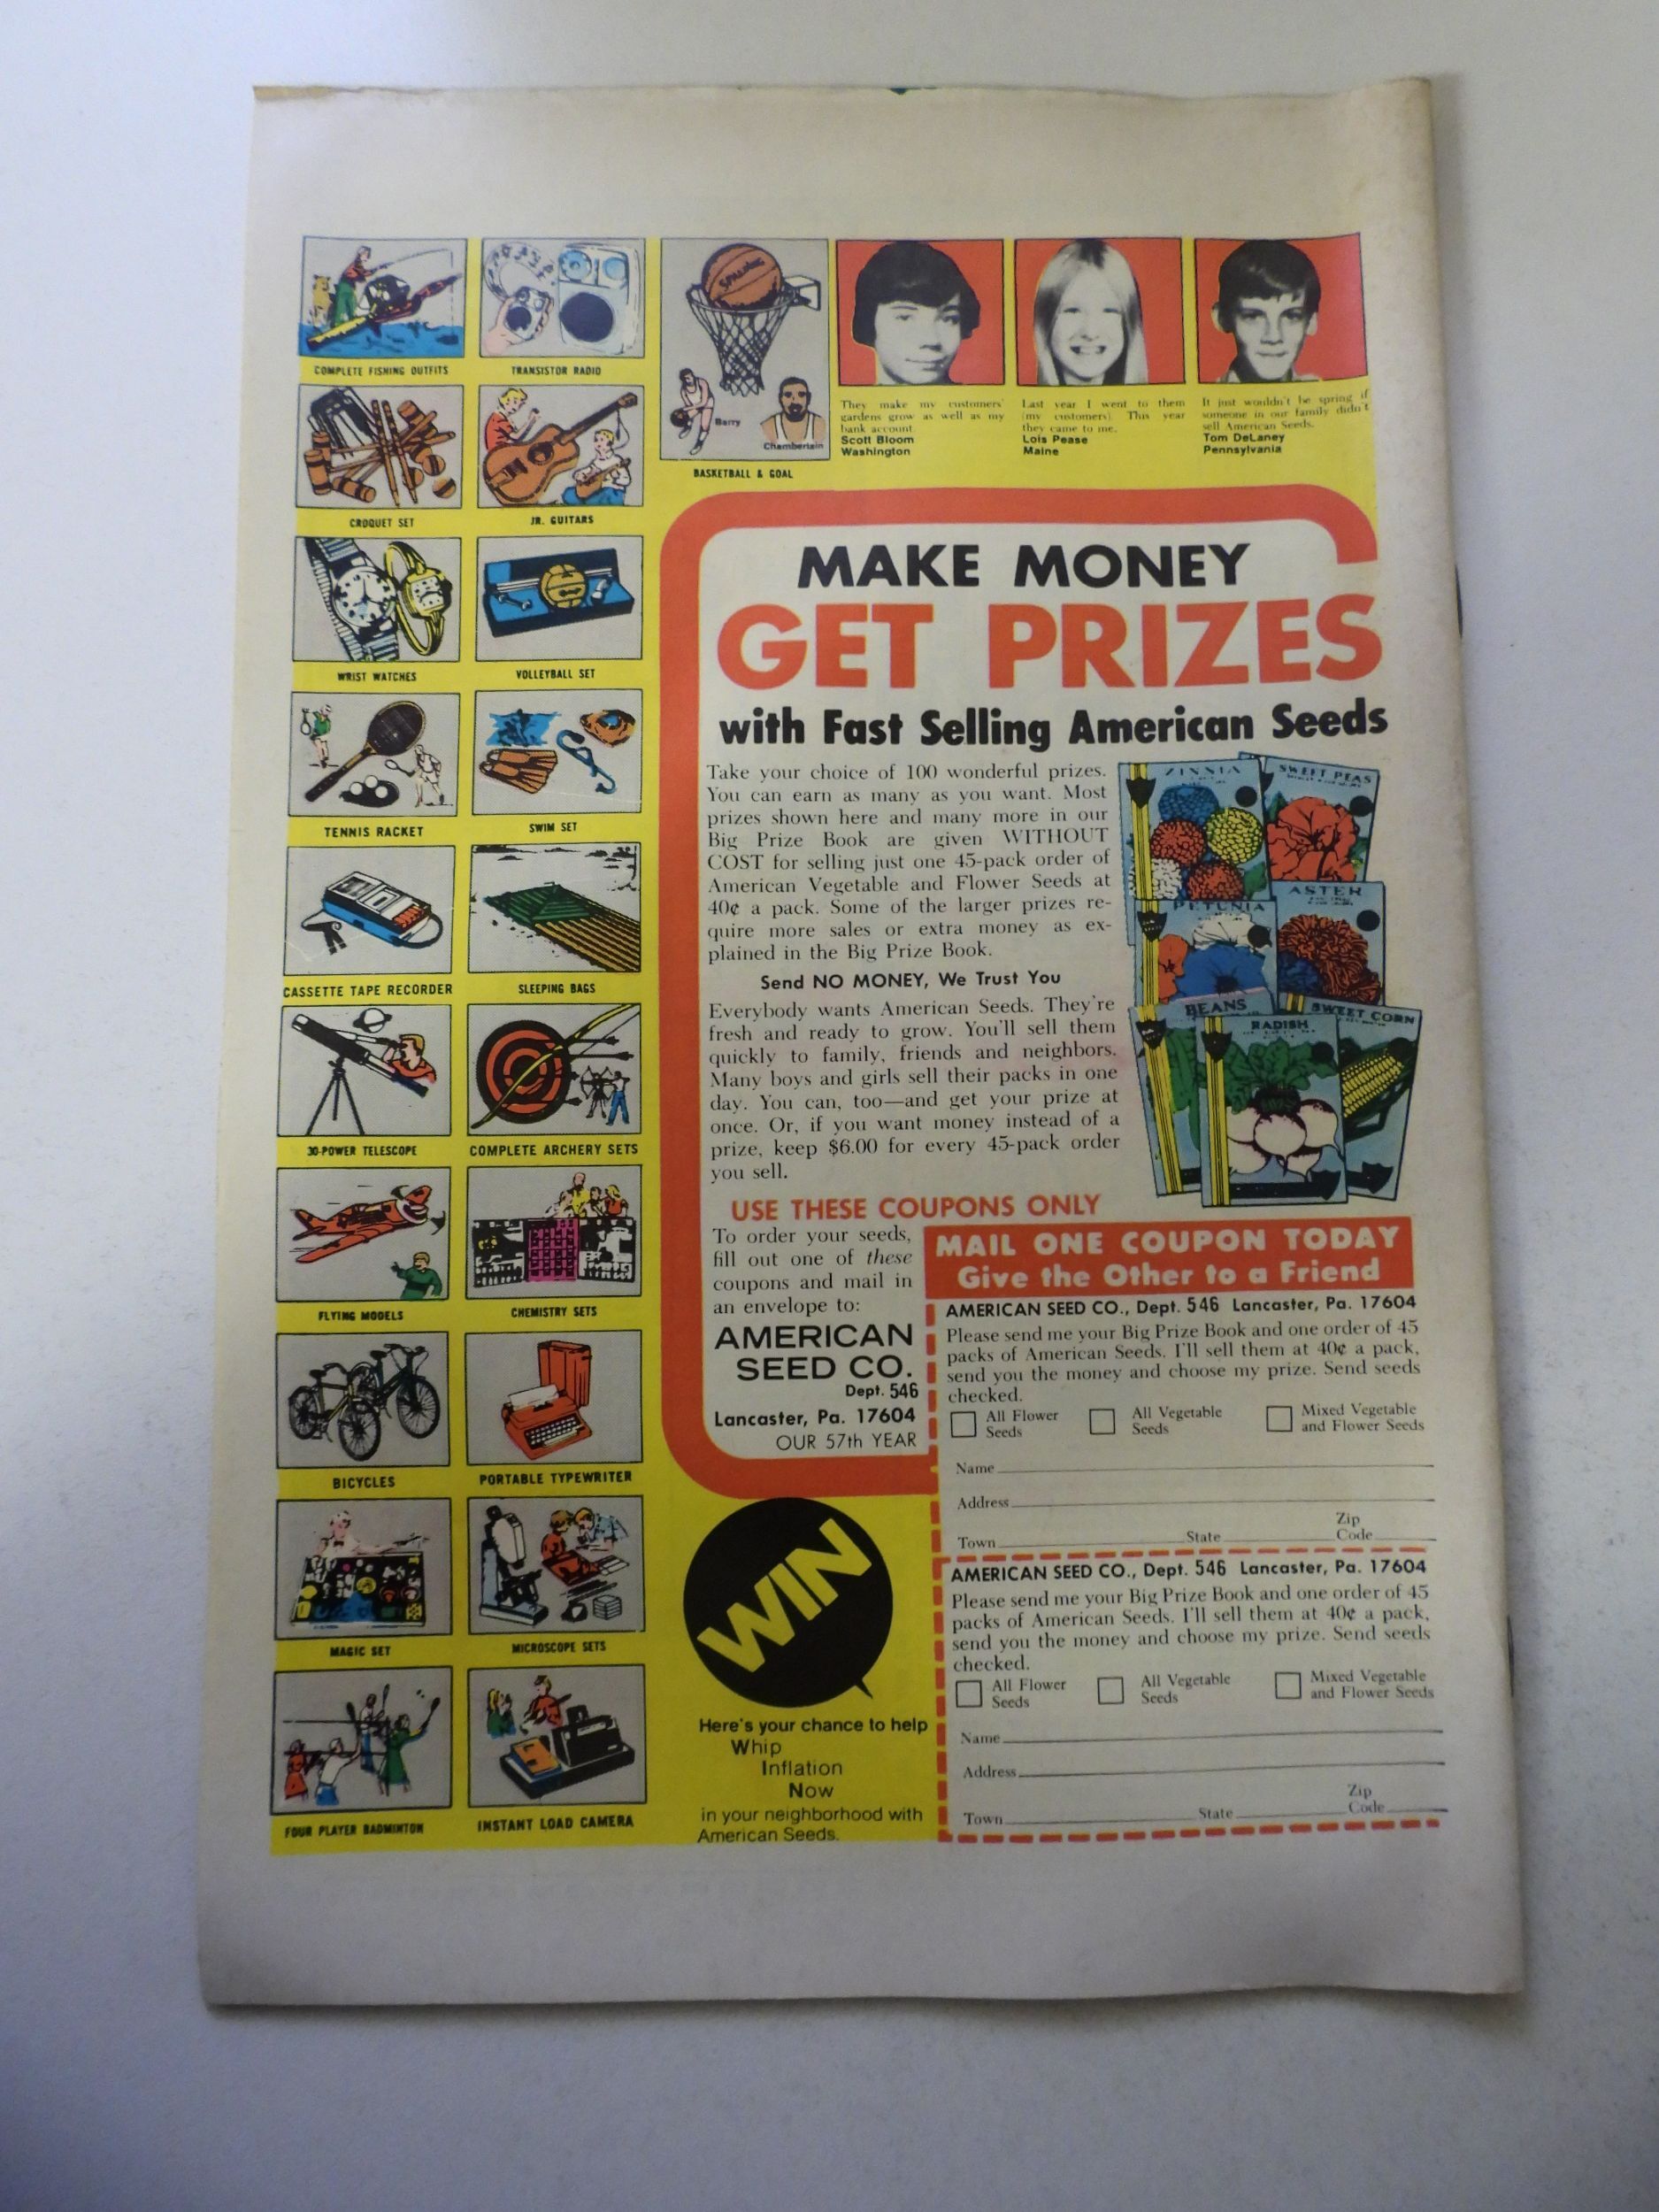 COMPLETE FISHING OUTFITS
TRANSISTOR RADIO
CROQUET SET
JR. GUITARS
WRIST WATCHES
VOLLEYBALL SET
TENNIS RACKET
SWIM SET
CASSETTE TAPE RECORDER
SLEEPING BAGS
30-POWER TELESCOPE
COMPLETE ARCHERY SETS
FLYING MODELS
CHEMISTRY SETS
BICYCLES
PORTABLE TYPEWRITER
MAGIC SET
MICROSCOPE SETS
FOUR PLAYER BADMINTON
INSTANT LOAD CAMERA
SPALDING
Barry
Chamberlain
BASKETBALL & GOAL
They make my customers'
gardens grow as well as my
bank account.
Scott Bloom
Washington
Last year I went to them
(my customers). This year
they came to me.
Lois Pease
Maine
It just wouldn't be spring if
someone in our family didn't
sell American Seeds.
Tom DeLaney
Pennsylvania
MAKE MONEY
GET PRIZES
with Fast Selling American Seeds
Take your choice of 100 wonderful prizes.
You can earn as many as you want. Most
prizes shown here and many more in our
Big Prize Book are given WITHOUT
COST for selling just one 45-pack order of
American Vegetable and Flower Seeds at
40¢ a pack. Some of the larger prizes re-
quire more sales or extra money as ex-
plained in the Big Prize Book.
Send NO MONEY, We Trust You
Everybody wants American Seeds. They're
fresh and ready to grow. You'll sell them
quickly to family, friends and neighbors.
Many boys and girls sell their packs in one
day. You can, too—and get your prize at
once. Or, if you want money instead of a
prize, keep $6.00 for every 45-pack order
you sell.
ZINNIA
SWEET PEAS
PETUNIA
ASTER
BEANS
RADISH
SWEET CORN
USE THESE COUPONS ONLY
To order your seeds,
fill out one of these
coupons and mail in
an envelope to:
AMERICAN
SEED CO.
Dept. 546
Lancaster, Pa. 17604
OUR 57th YEAR
MAIL ONE COUPON TODAY
Give the Other to a Friend
AMERICAN SEED CO., Dept. 546 Lancaster, Pa. 17604
Please send me your Big Prize Book and one order of 45
packs of American Seeds. I'll sell them at 40¢ a pack,
send you the money and choose my prize. Send seeds
checked.
All Flower Seeds
All Vegetable Seeds
Mixed Vegetable and Flower Seeds
Name
Address
Town State Zip Code
AMERICAN SEED CO., Dept. 546 Lancaster, Pa. 17604
Please send me your Big Prize Book and one order of 45
packs of American Seeds. I'll sell them at 40¢ a pack,
send you the money and choose my prize. Send seeds
checked.
All Flower Seeds
All Vegetable Seeds
Mixed Vegetable and Flower Seeds
Name
Address
Town State Zip Code
WIN
Here's your chance to help
Whip
Inflation
Now
in your neighborhood with
American Seeds.